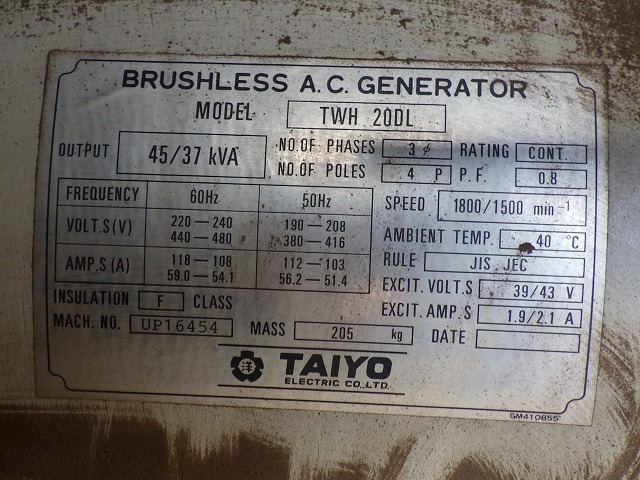 BRUSHLESS A.C. GENERATOR
MODEL TWH 20DL
OUTPUT 45/37 kVA
NO.OF PHASES 3 φ RATING CONT.
NO.OF POLES 4 P P.F. 0.8
FREQUENCY 60Hz 50Hz
VOLT.S(V) 220-240 190-208
440-480 380-416
AMP.S(A) 118-108 112-103
59.0-54.1 56.2-51.4
SPEED 1800/1500 min⁻¹
AMBIENT TEMP. 40 °C
RULE JIS JEC
EXCIT. VOLT.S 39/43 V
EXCIT. AMP.S 1.9/2.1 A
INSULATION F CLASS
MACH. NO. UP16454 MASS 205 kg DATE
洋 TAIYO
ELECTRIC CO.,LTD.
GM410855